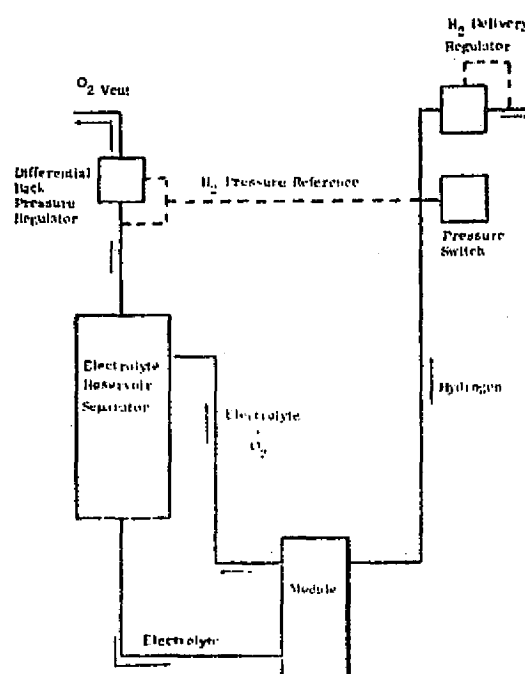 H2 Delivery
Regulator
O2 Vent
Differential
Back
Pressure
Regulator
H2 Pressure Reference
Pressure
Switch
Electrolyte
Reservoir
Separator
Electrolyte
+
O2
Hydrogen
Module
Electrolyte